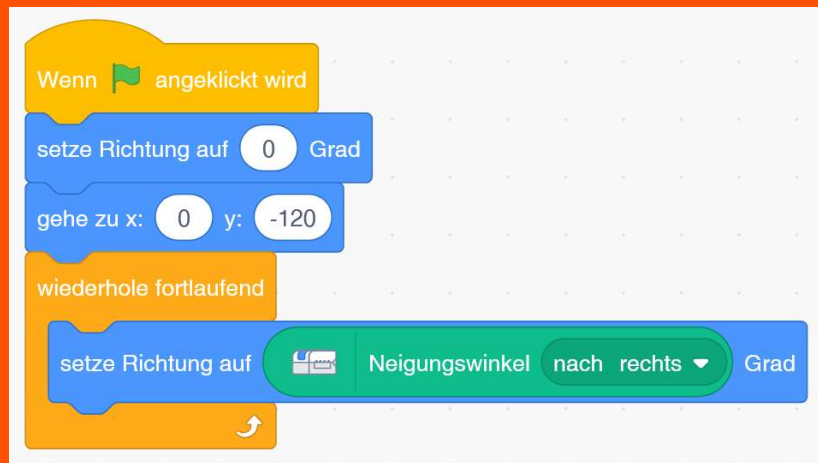 Wenn angeklickt wird
setze Richtung auf 0 Grad
gehe zu x: 0 y: -120
wiederhole fortlaufend
setze Richtung auf Neigungswinkel nach rechts Grad